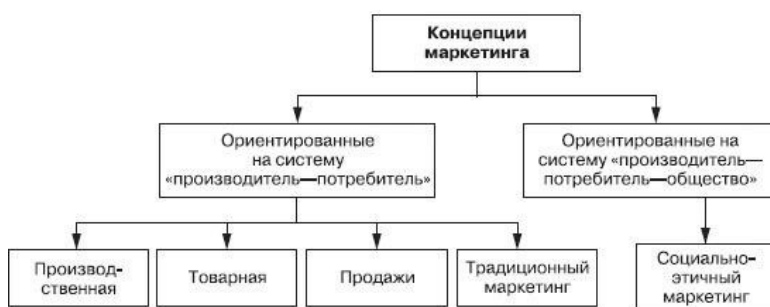 Концепции
маркетинга
Ориентированные
на систему
«производитель—потребитель»
Ориентированные на
систему «производитель—
потребитель—общество»
Производ-
ственная
Товарная
Продажи
Традиционный
маркетинг
Социально-
этичный
маркетинг